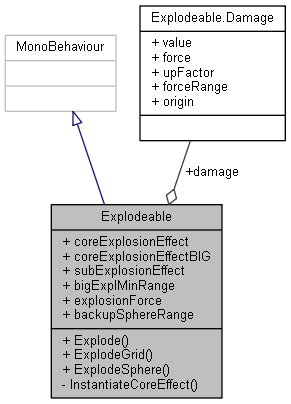 Explodeable.Damage
+ value
+ force
+ upFactor
+ forceRange
+ origin
MonoBehaviour
+damage
Explodeable
+ coreExplosionEffect
+ coreExplosionEffectBIG
+ subExplosionEffect
+ bigExplMinRange
+ explosionForce
+ backupSphereRange
+ Explode()
+ ExplodeGrid()
+ ExplodeSphere()
- InstantiateCoreEffect()